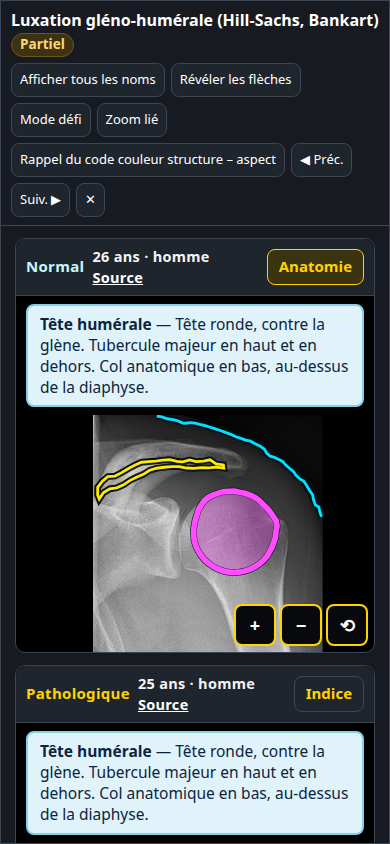 Luxation gléno-humérale (Hill-Sachs, Bankart)
Partiel
Afficher tous les noms
Révéler les flèches
Mode défi
Zoom lié
Rappel du code couleur structure – aspect
◀ Préc.
Suiv. ▶
✕
Normal
26 ans · homme
Source
Anatomie
Tête humérale — Tête ronde, contre la
glène. Tubercule majeur en haut et en
dehors. Col anatomique en bas, au-dessus
de la diaphyse.
+
−
⟲
Pathologique
25 ans · homme
Source
Indice
Tête humérale — Tête ronde, contre la
glène. Tubercule majeur en haut et en
dehors. Col anatomique en bas, au-dessus
de la diaphyse.